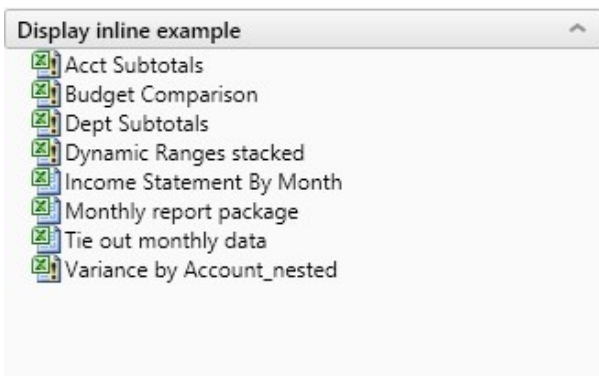 Display inline example
Acct Subtotals
Budget Comparison
Dept Subtotals
Dynamic Ranges stacked
Income Statement By Month
Monthly report package
Tie out monthly data
Variance by Account_nested